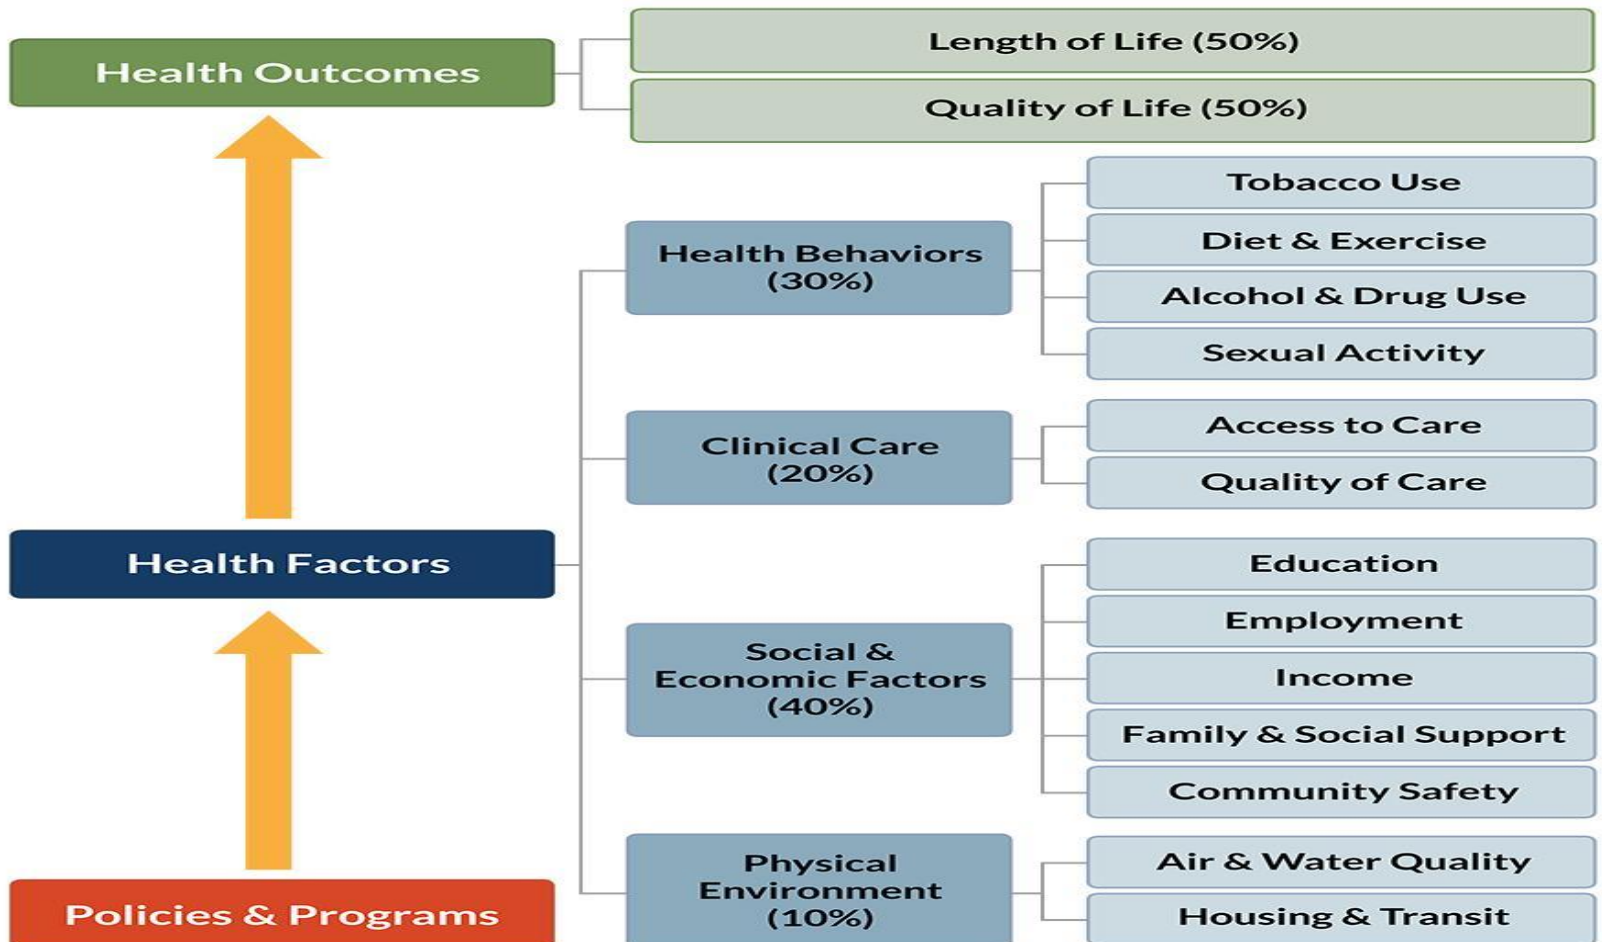 Health Outcomes
Length of Life (50%)
Quality of Life (50%)
Health Factors
Health Behaviors
(30%)
Tobacco Use
Diet & Exercise
Alcohol & Drug Use
Sexual Activity
Clinical Care
(20%)
Access to Care
Quality of Care
Social &
Economic Factors
(40%)
Education
Employment
Income
Family & Social Support
Community Safety
Physical
Environment
(10%)
Air & Water Quality
Housing & Transit
Policies & Programs